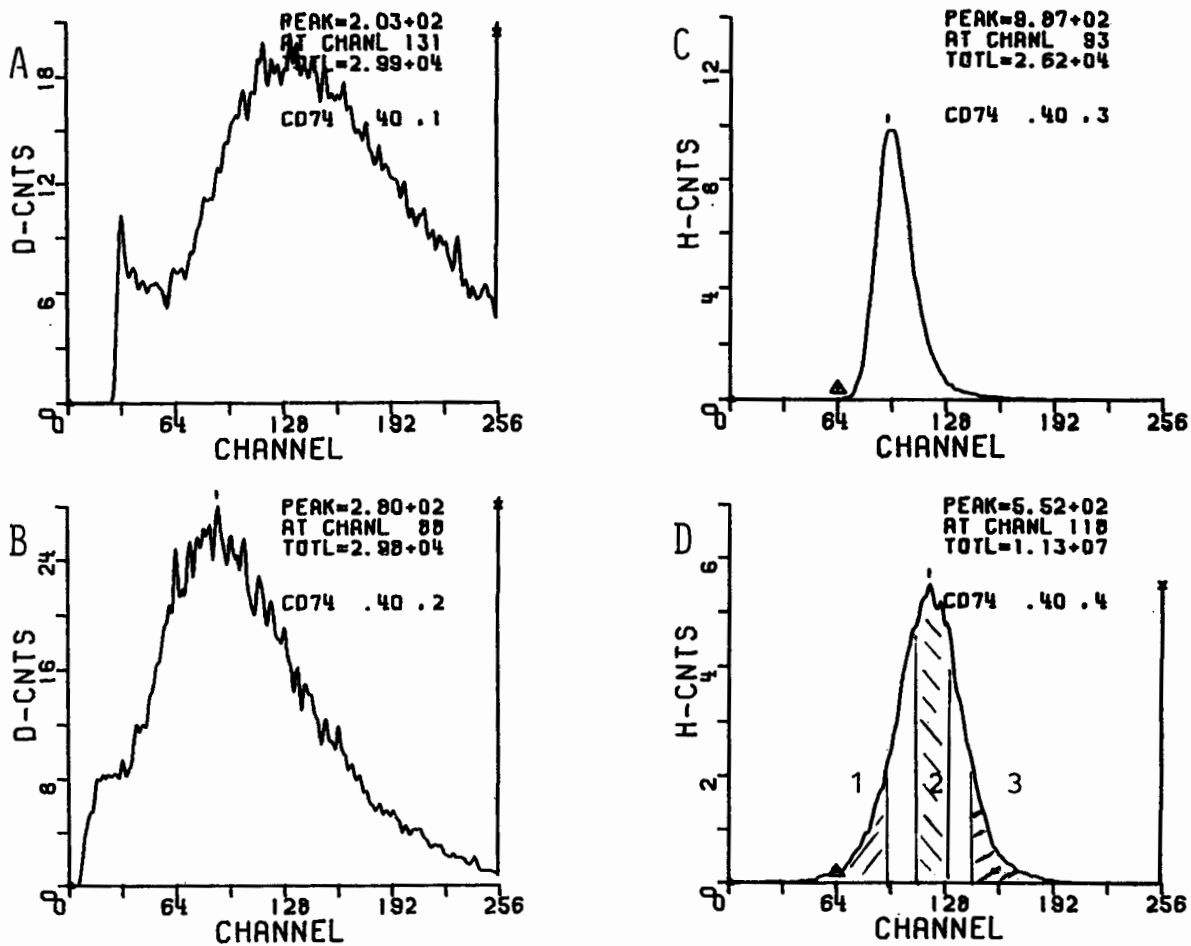 A
PEAK=2.03+02
AT CHANL 131
TOTL=2.99+04
CD74 .40 .1
D-CNTS
18
12
6
0
0 64 128 192 256
CHANNEL
C
PEAK=9.87+02
AT CHANL 93
TOTL=2.62+04
CD74 .40 .3
H-CNTS
12
8
4
0
0 64 128 192 256
CHANNEL
B
PEAK=2.80+02
AT CHANL 88
TOTL=2.98+04
CD74 .40 .2
D-CNTS
24
16
8
0
0 64 128 192 256
CHANNEL
D
PEAK=5.52+02
AT CHANL 118
TOTL=1.13+07
CD74 .40 .4
H-CNTS
6
4
2
0
1 2 3
0 64 128 192 256
CHANNEL